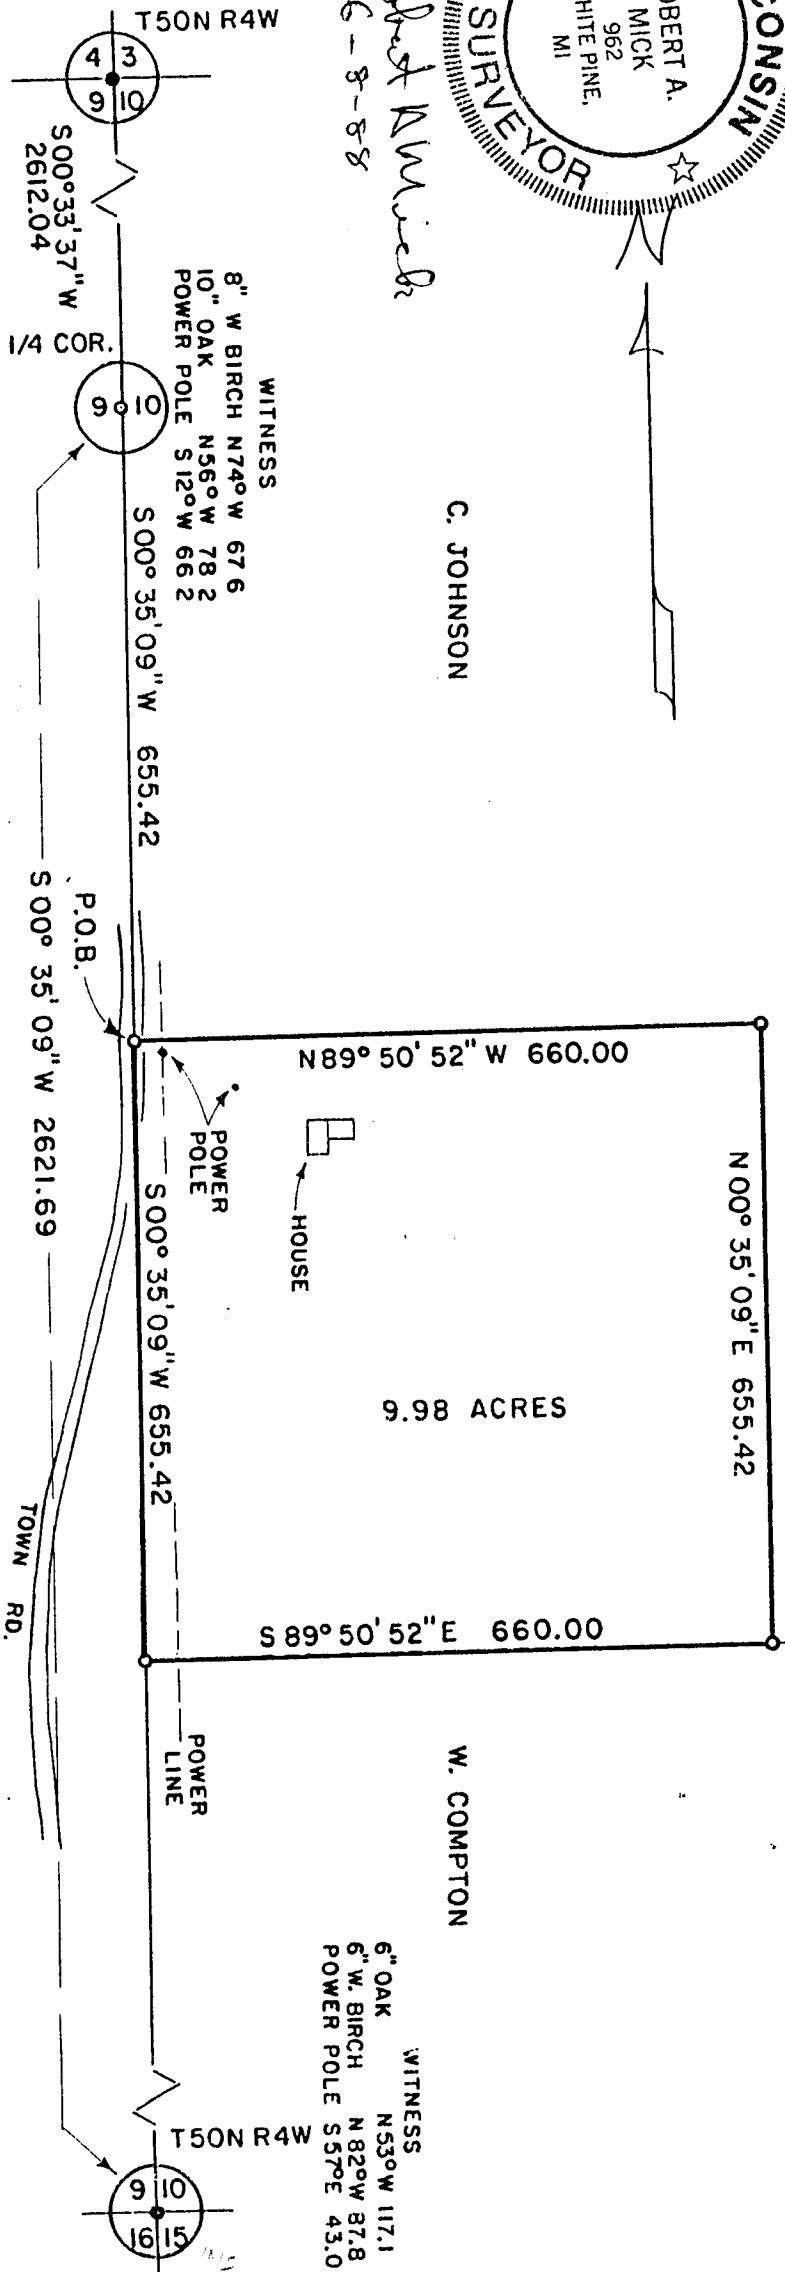 T50N R4W
4 3
9 10
CONSIN
SURVEYOR
OBERT A.
MICK
962
HITE PINE,
MI
6-8-88
S00°33'37"W
2612.04
1/4 COR.
9 10
WITNESS
8" W BIRCH N74°W 67 6
10" OAK N56°W 78 2
POWER POLE S12°W 66 2
C. JOHNSON
S00° 35' 09" W 655.42
P.O.B.
S00° 35' 09" W 2621.69
N89° 50' 52" W 660.00
POWER
POLE
HOUSE
N00° 35' 09" E 655.42
S00° 35' 09" W 655.42
9.98 ACRES
TOWN RD.
S89° 50' 52" E 660.00
POWER
LINE
W. COMPTON
WITNESS
6" OAK N53°W 117.1
6" W. BIRCH N82°W 87.8
POWER POLE S57°E 43.0
T50N R4W
9 10
16 15